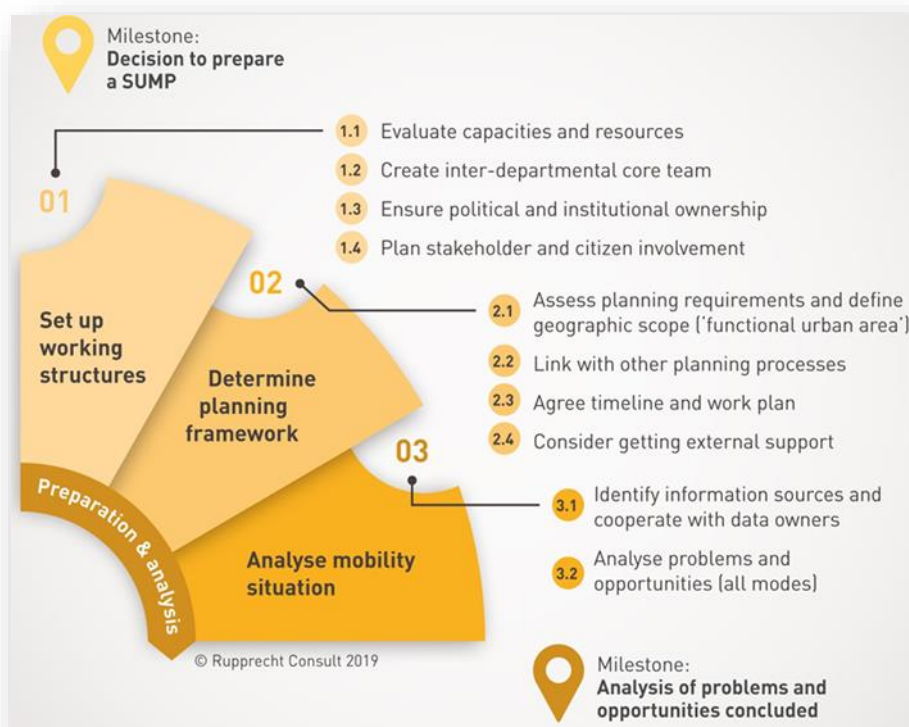 Milestone:
Decision to prepare
a SUMP
01
1.1 Evaluate capacities and resources
1.2 Create inter-departmental core team
1.3 Ensure political and institutional ownership
1.4 Plan stakeholder and citizen involvement
Set up
working
structures
02
2.1 Assess planning requirements and define
geographic scope (‘functional urban area’)
2.2 Link with other planning processes
2.3 Agree timeline and work plan
2.4 Consider getting external support
Determine
planning
framework
03
3.1 Identify information sources and
cooperate with data owners
3.2 Analyse problems and
opportunities (all modes)
Analyse mobility
situation
Preparation & analysis
© Rupprecht Consult 2019
Milestone:
Analysis of problems and
opportunities concluded